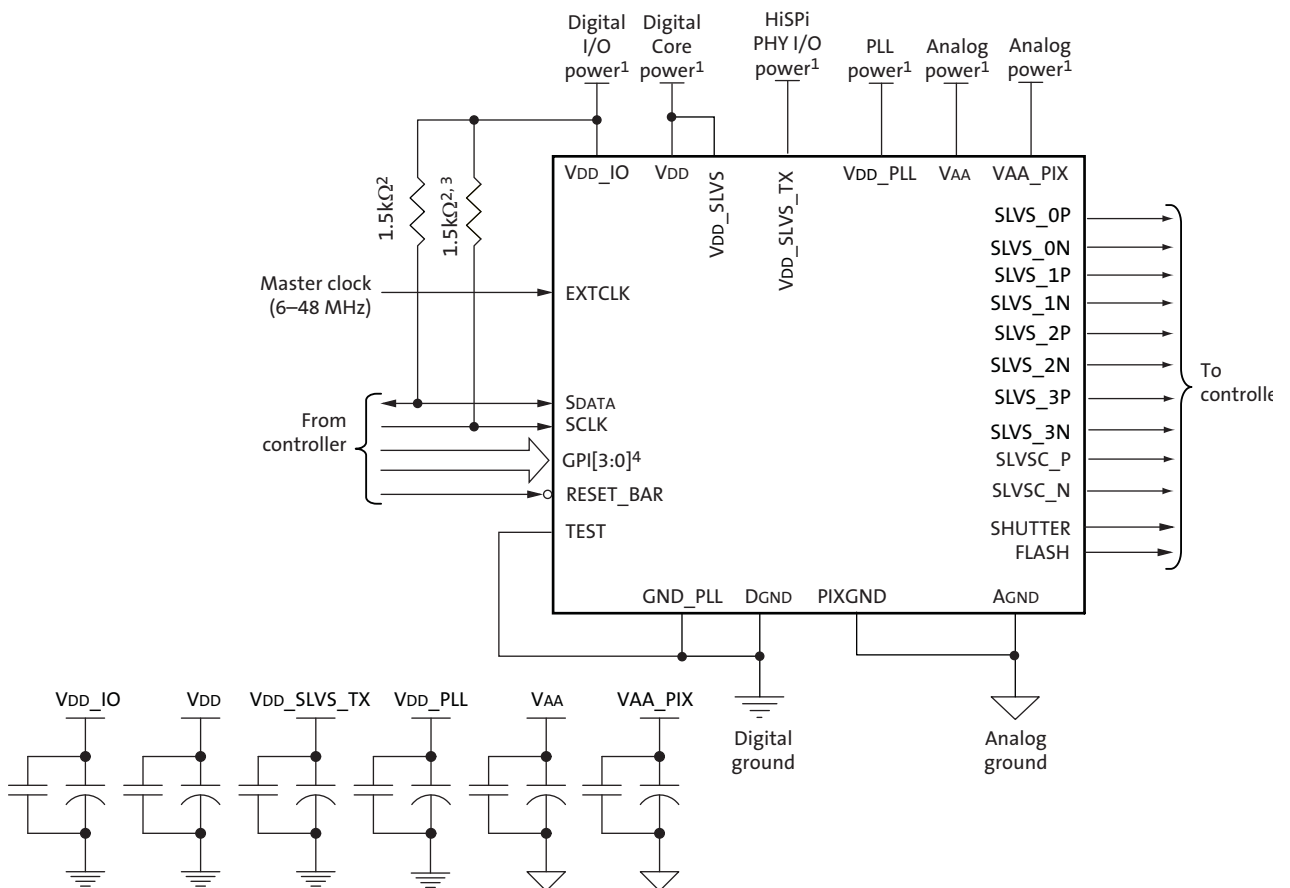 Digital
I/O
power1
Digital
Core
power1
HiSPi
PHY I/O
power1
PLL
power1
Analog
power1
Analog
power1
1.5kΩ2
1.5kΩ2, 3
VDD_IO
VDD
VDD_SLVS
VDD_SLVS_TX
VDD_PLL
VAA
VAA_PIX
Master clock
(6–48 MHz)
EXTCLK
From
controller
SDATA
SCLK
GPI[3:0]4
RESET_BAR
TEST
SLVS_0P
SLVS_0N
SLVS_1P
SLVS_1N
SLVS_2P
SLVS_2N
SLVS_3P
SLVS_3N
SLVSC_P
SLVSC_N
SHUTTER
FLASH
To
controlle
GND_PLL
DGND
PIXGND
AGND
Digital
ground
Analog
ground
VDD_IO
VDD
VDD_SLVS_TX
VDD_PLL
VAA
VAA_PIX